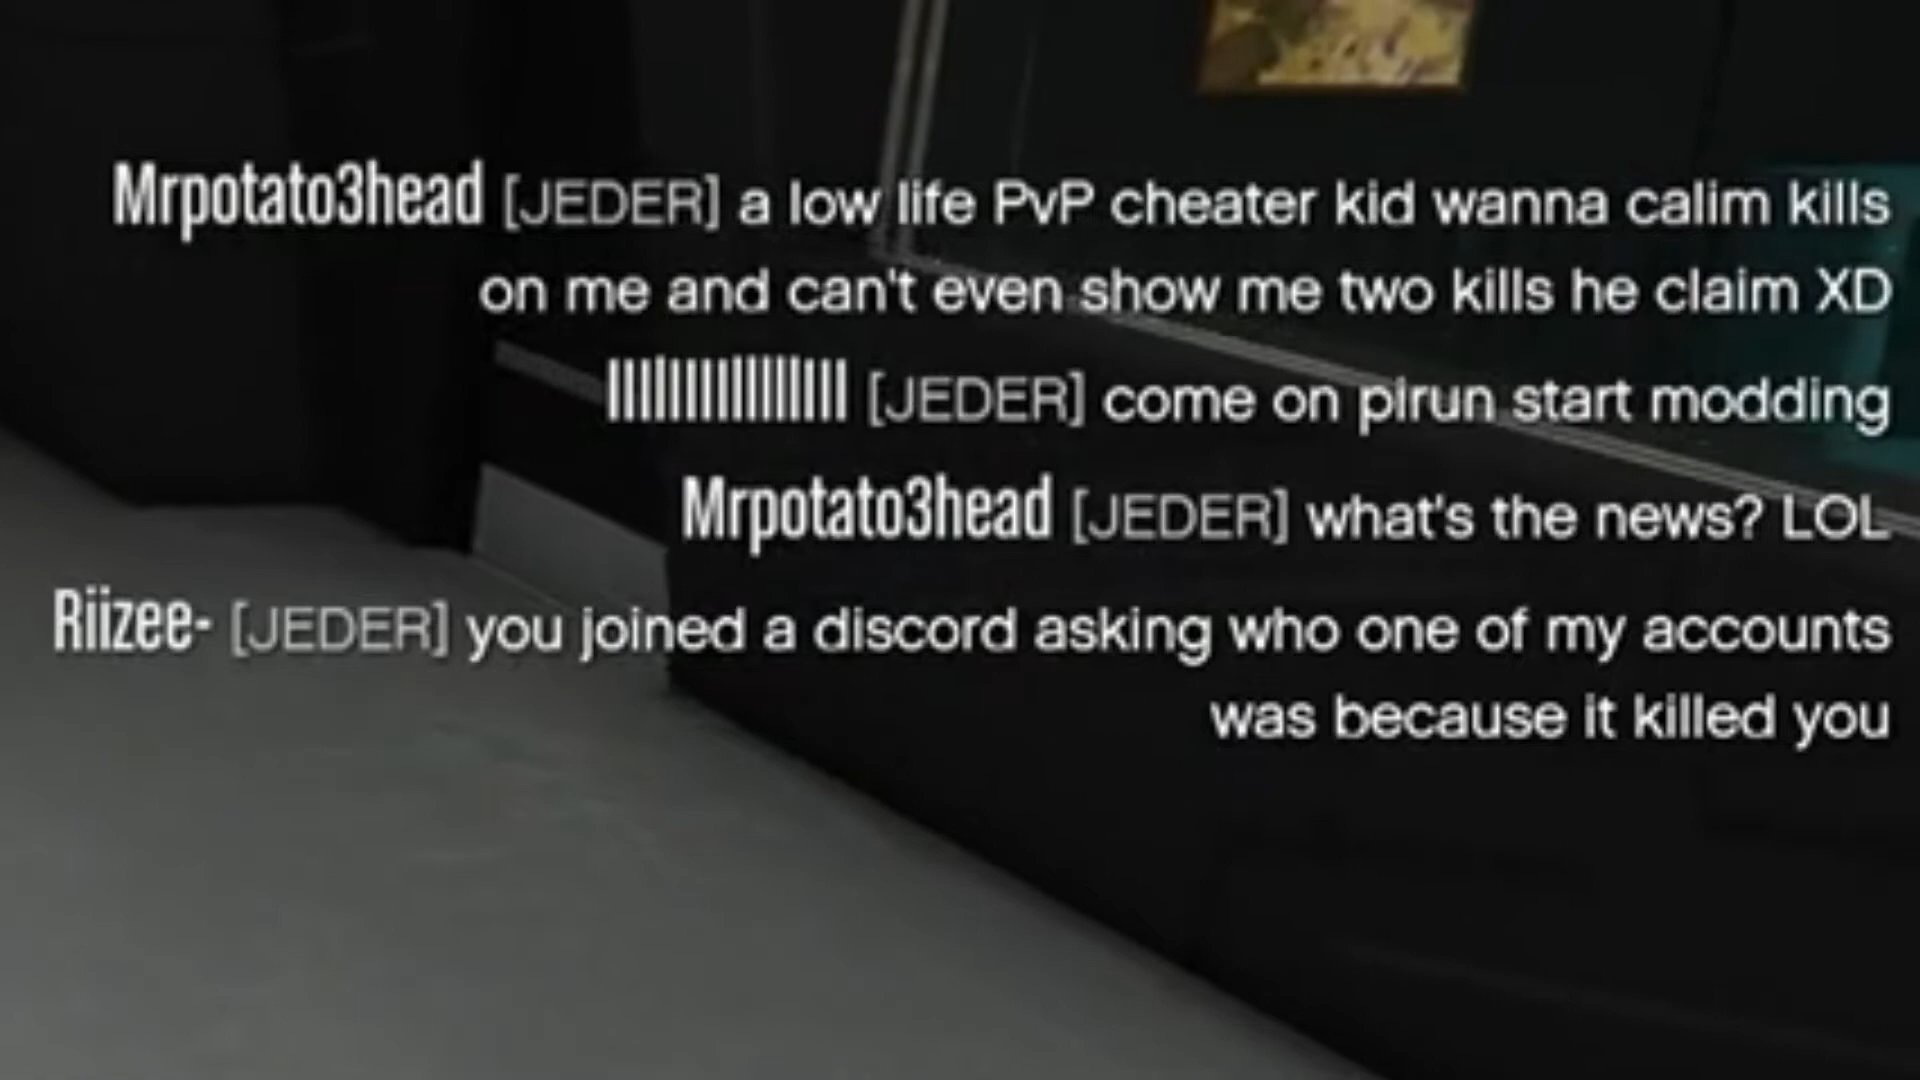 Mrpotato3head [JEDER] a low life PvP cheater kid wanna calim kills
on me and can't even show me two kills he claim XD
[JEDER] come on pirun start modding
Mrpotato3head [JEDER] what's the news? LOL
Riizee- [JEDER] you joined a discord asking who one of my accounts
was because it killed you